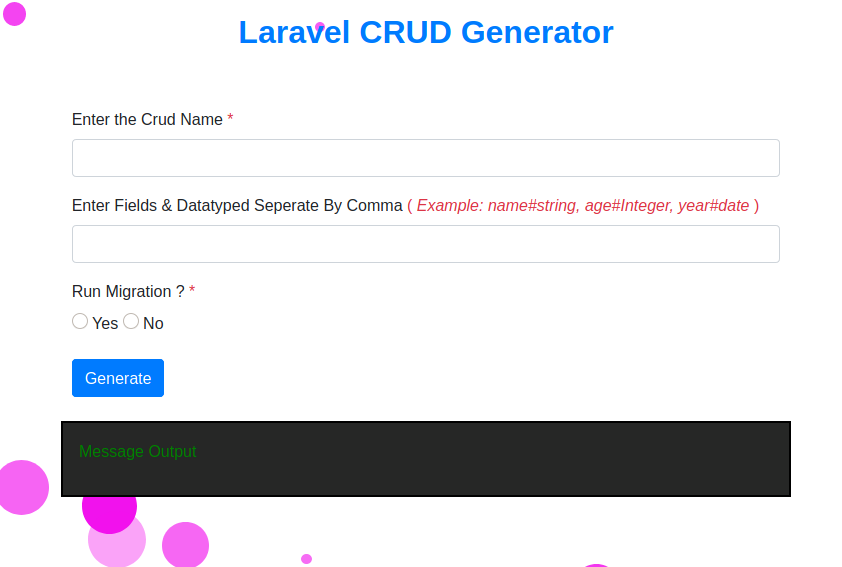 Laravel CRUD Generator
Enter the Crud Name *
Enter Fields & Datatyped Seperate By Comma ( Example: name#string, age#Integer, year#date )
Run Migration ? *
Yes No
Generate
Message Output